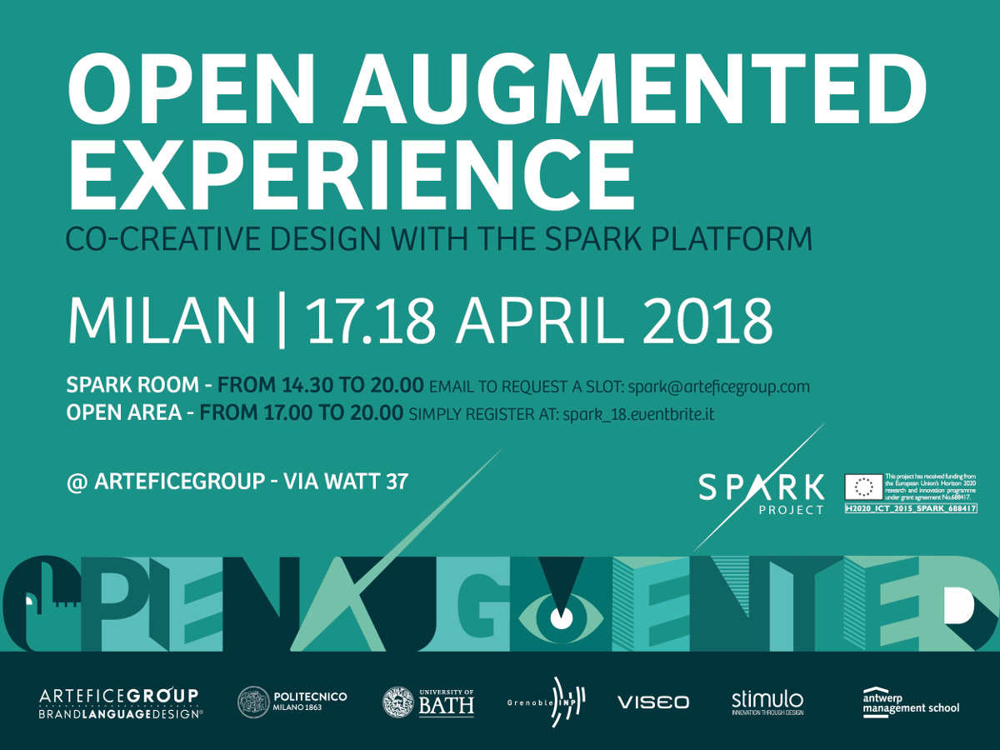 OPEN AUGMENTED
EXPERIENCE
CO-CREATIVE DESIGN WITH THE SPARK PLATFORM
MILAN | 17.18 APRIL 2018
SPARK ROOM - FROM 14.30 TO 20.00 EMAIL TO REQUEST A SLOT: spark@arteficegroup.com
OPEN AREA - FROM 17.00 TO 20.00 SIMPLY REGISTER AT: spark_18.eventbrite.it
@ ARTEFICEGROUP - VIA WATT 37
SPARK
PROJECT
This project has received funding from
the European Union's Horizon 2020
research and innovation programme
under grant agreement No.688417.
H2020_ICT_2015_SPARK_688417
OPEN AUGMENTED
ARTEFICEGROUP
BRANDLANGUAGEDESIGN®
POLITECNICO
MILANO 1863
UNIVERSITY OF
BATH
Grenoble INP
VISEO
stimulo
INNOVATION THROUGH DESIGN
antwerp
management school